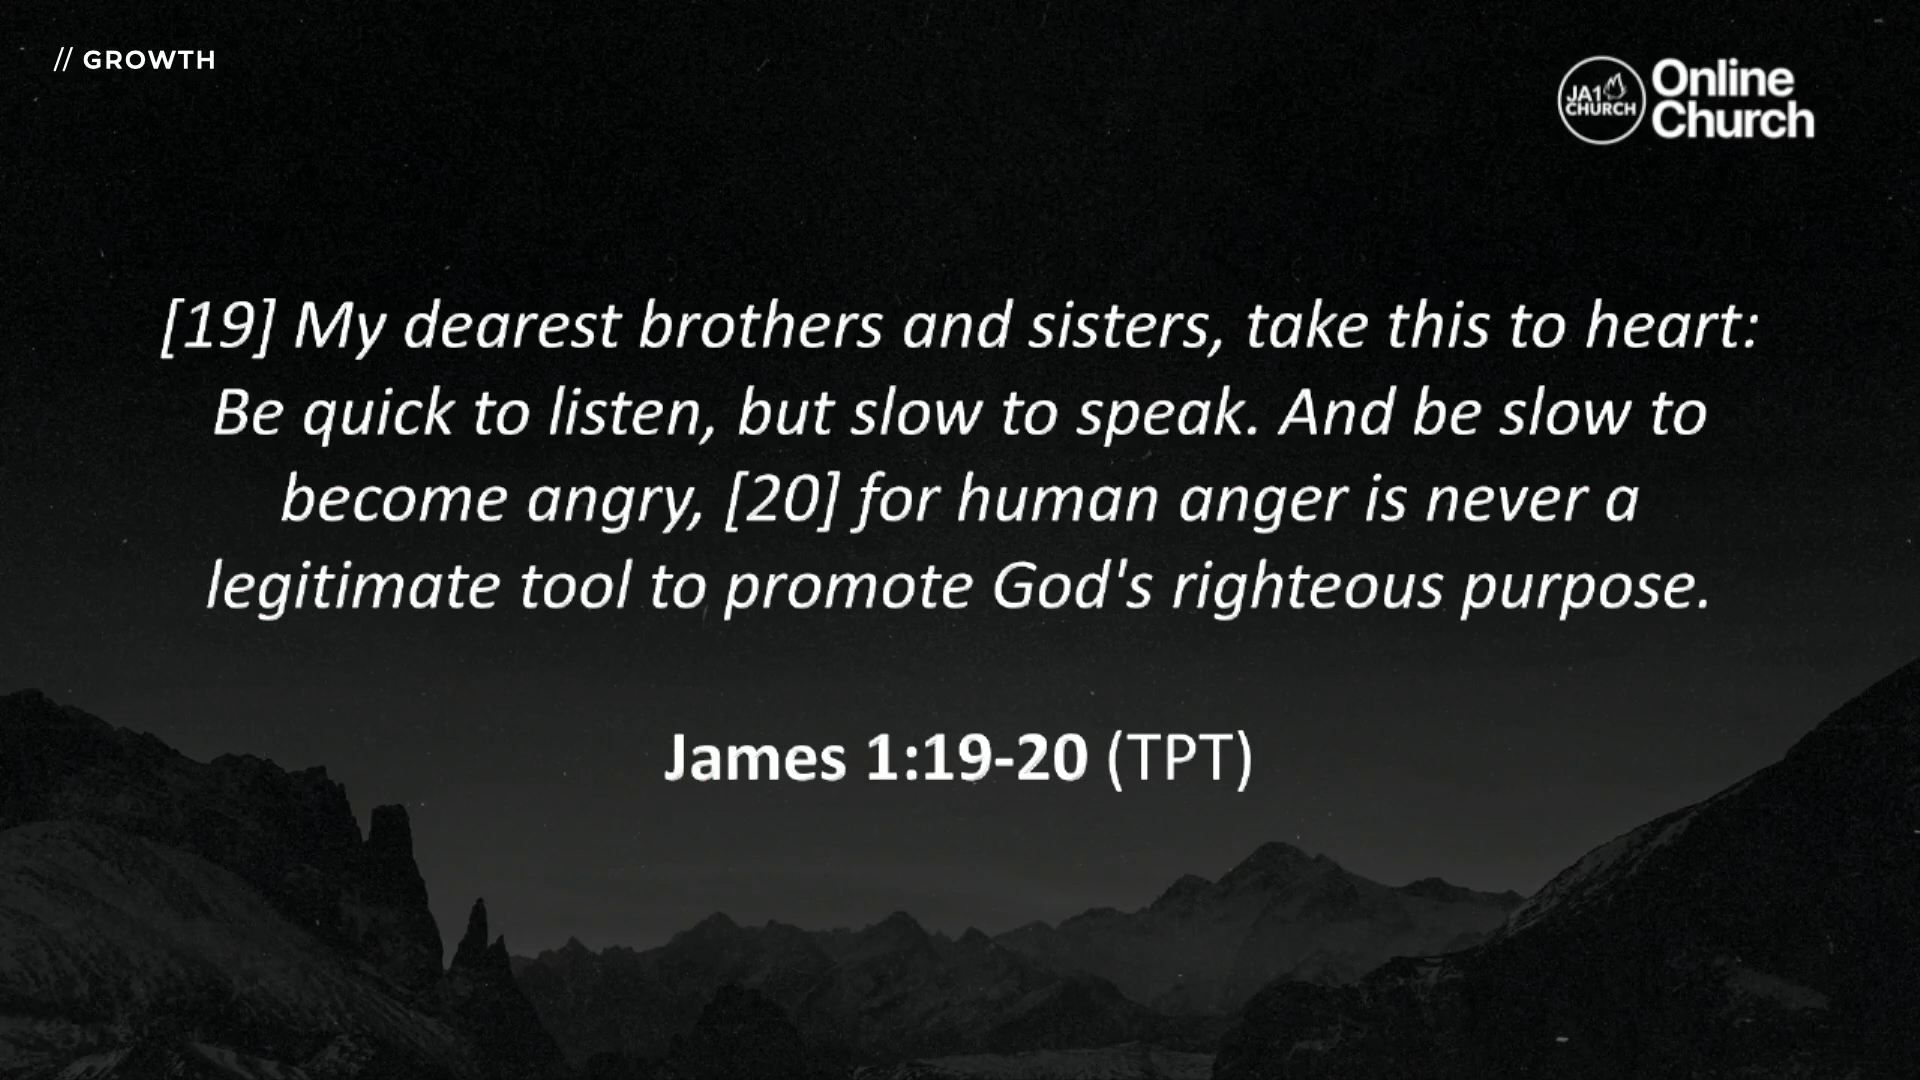 // GROWTH
JA1
CHURCH
Online
Church
[19] My dearest brothers and sisters, take this to heart:
Be quick to listen, but slow to speak. And be slow to
become angry, [20] for human anger is never a
legitimate tool to promote God's righteous purpose.
James 1:19-20 (TPT)